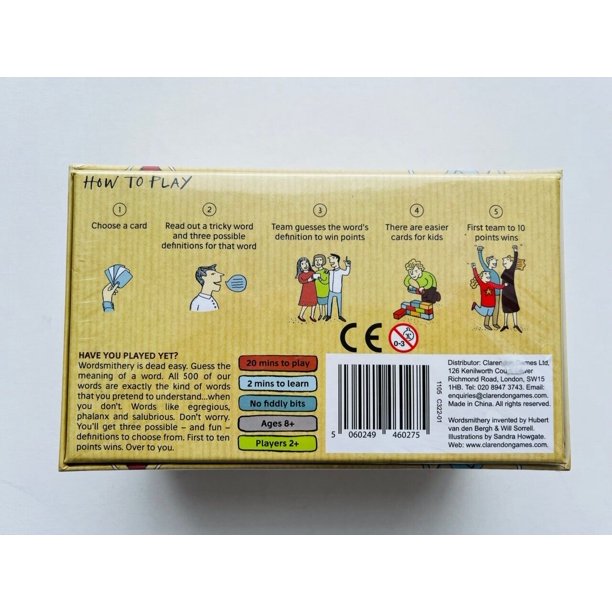 HOW TO PLAY
1
Choose a card
2
Read out a tricky word
and three possible
definitions for that word
3
Team guesses the word's
definition to win points
4
There are easier
cards for kids
5
First team to 10
points wins
CE
0-3
HAVE YOU PLAYED YET?
Wordsmithery is dead easy. Guess the
meaning of a word. All 500 of our
words are exactly the kind of words
that you pretend to understand...when
you don't. Words like egregious,
phalanx and salubrious. Don't worry.
You'll get three possible – and fun –
definitions to choose from. First to ten
points wins. Over to you.
20 mins to play
2 mins to learn
No fiddly bits
Ages 8+
Players 2+
5 060249 460275
1105 C322-01
Distributor: Clarendon Games Ltd,
126 Kenilworth
Richmond Road, London, SW15
1HB. Tel: 020 8947 3743. Email:
enquiries@clarendongames.com.
Made in China. All rights reserved.
Wordsmithery invented by Hubert
van den Bergh & Will Sorrell.
Illustrations by Sandra Howgate.
www.clarendongames.com